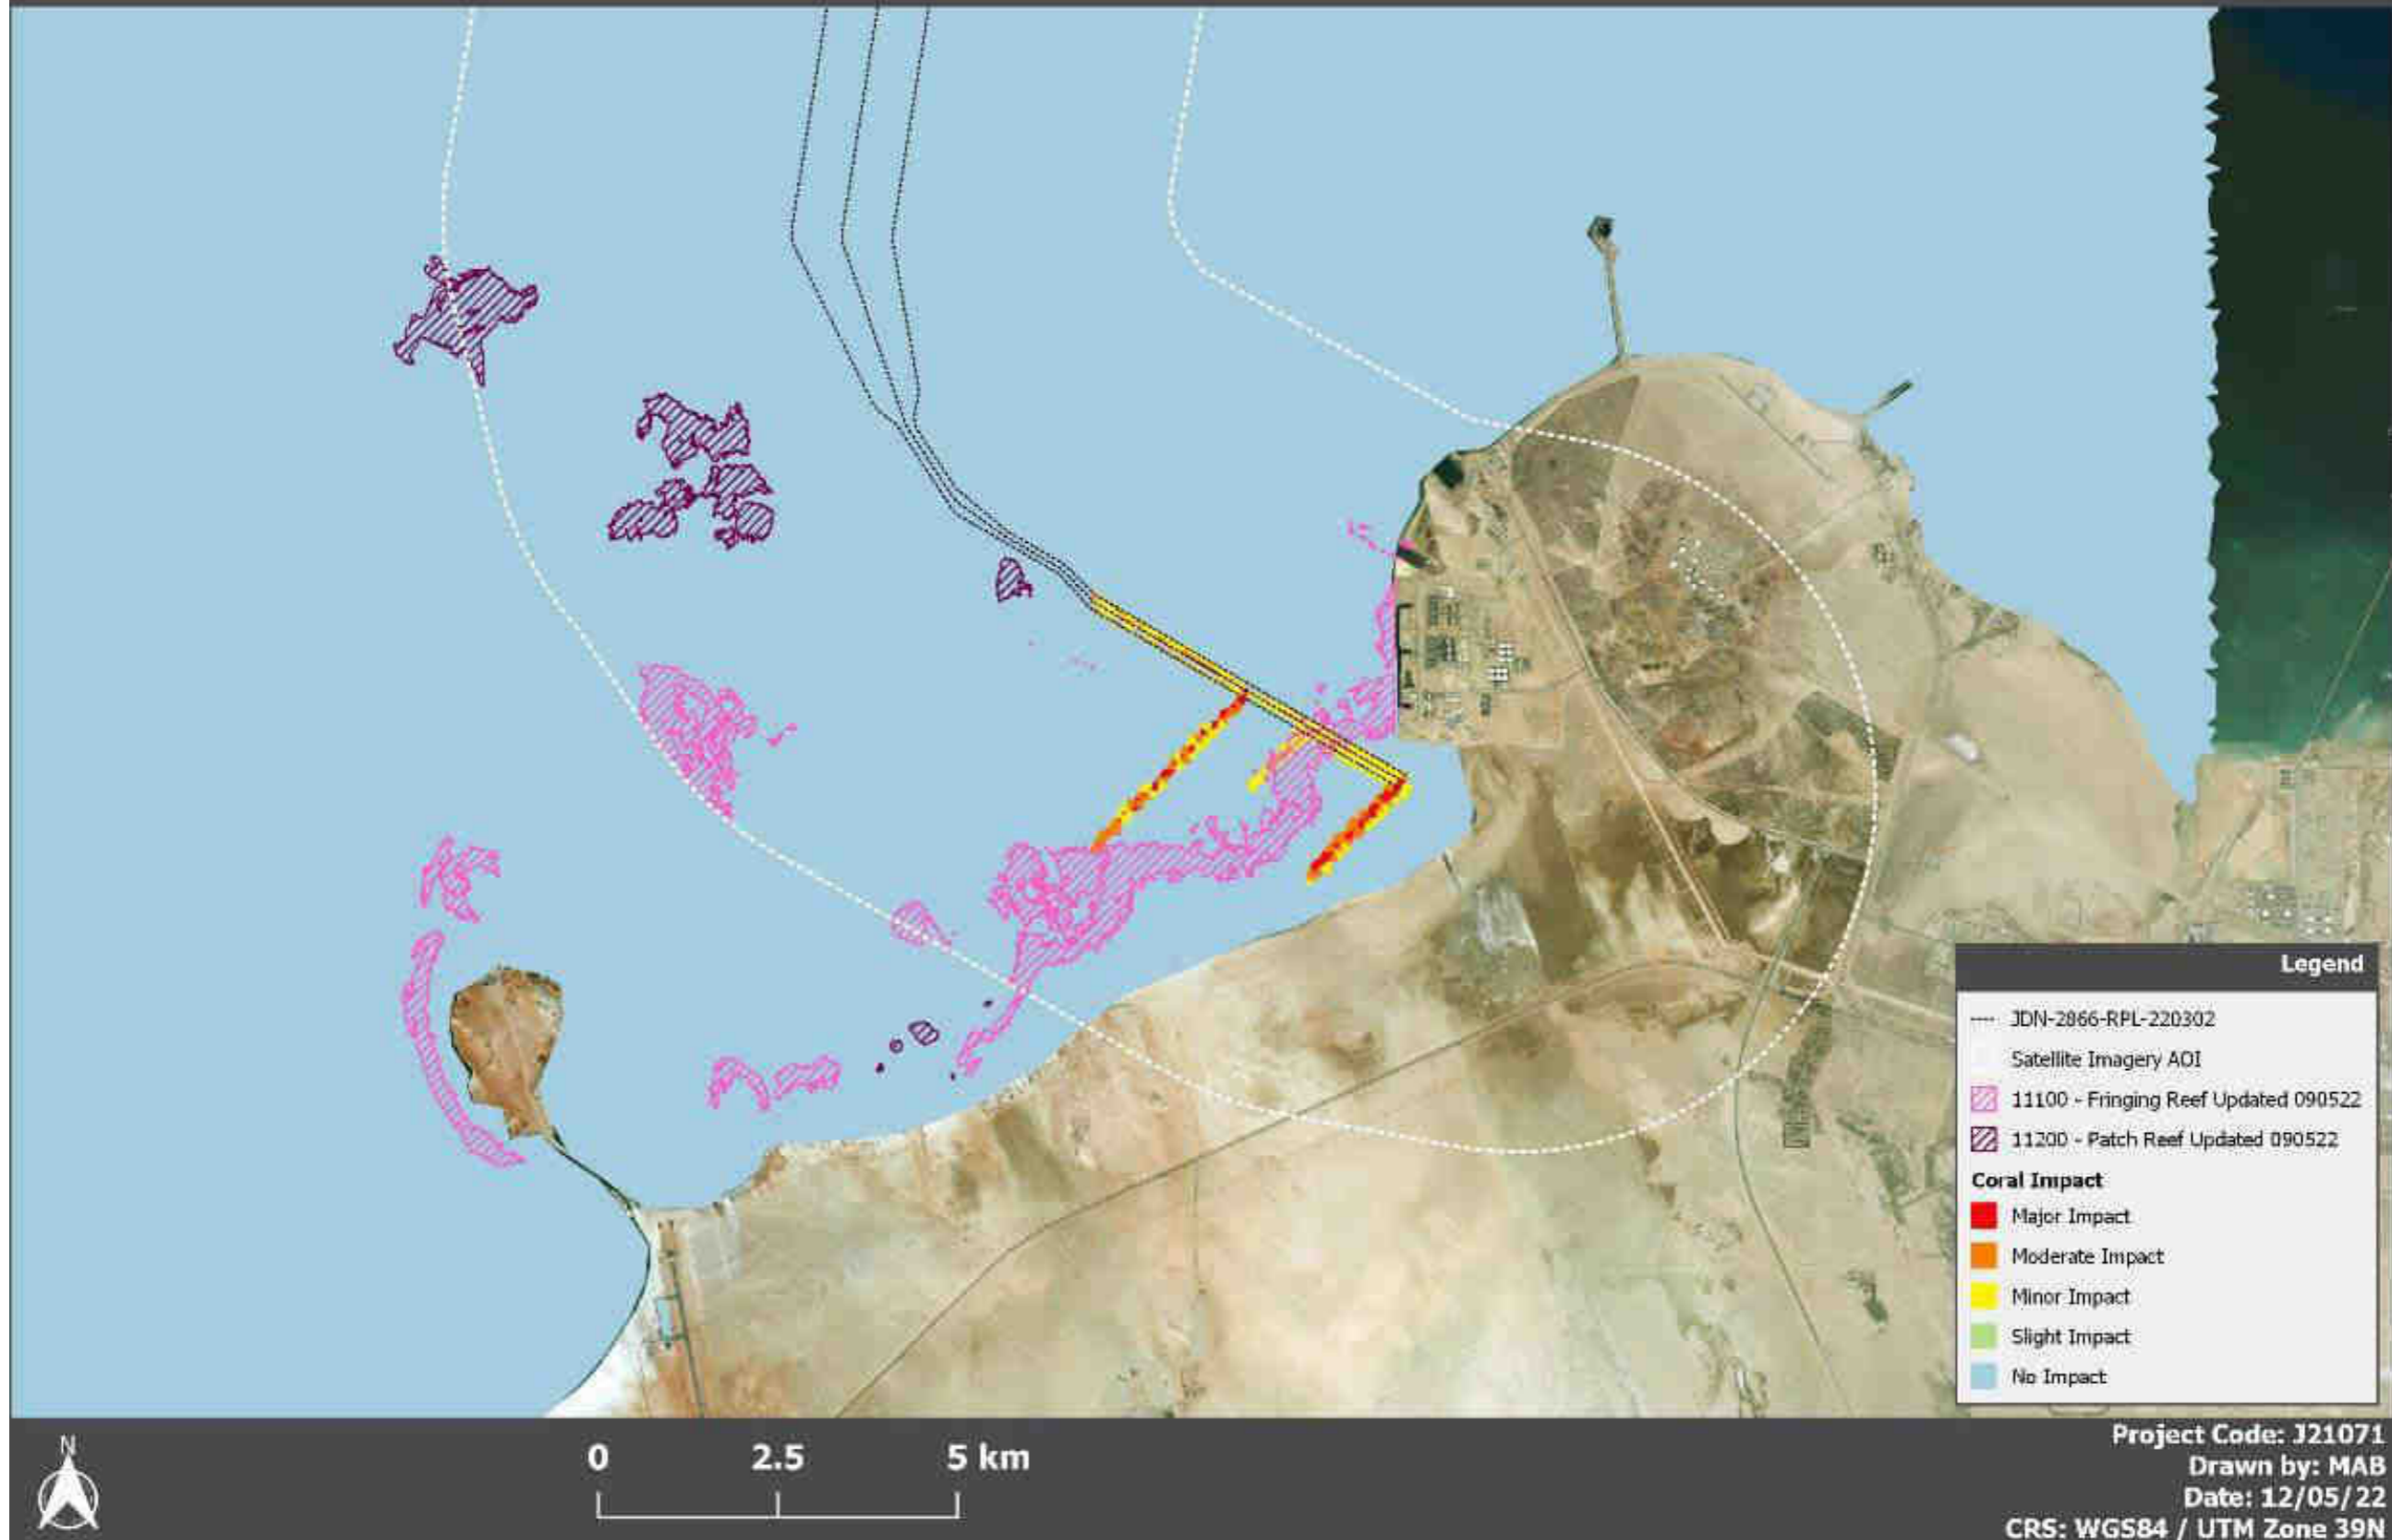 Legend
JDN-2866-RPL-220302
Satellite Imagery AOI
11100 - Fringing Reef Updated 090522
11200 - Patch Reef Updated 090522
Coral Impact
Major Impact
Moderate Impact
Minor Impact
Slight Impact
No Impact
N
0 2.5 5 km
Project Code: J21071
Drawn by: MAB
Date: 12/05/22
CRS: WGS84 / UTM Zone 39N